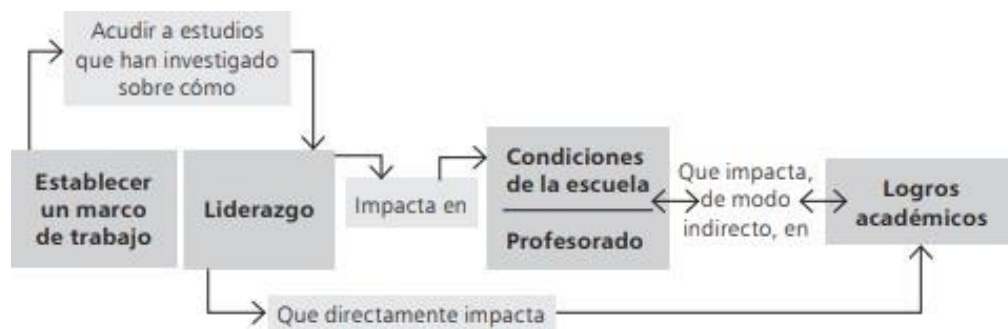 Acudir a estudios
que han investigado
sobre cómo
Establecer
un marco
de trabajo
Liderazgo
Impacta en
Condiciones
de la escuela
Profesorado
Que impacta,
de modo
indirecto, en
Logros
académicos
Que directamente impacta